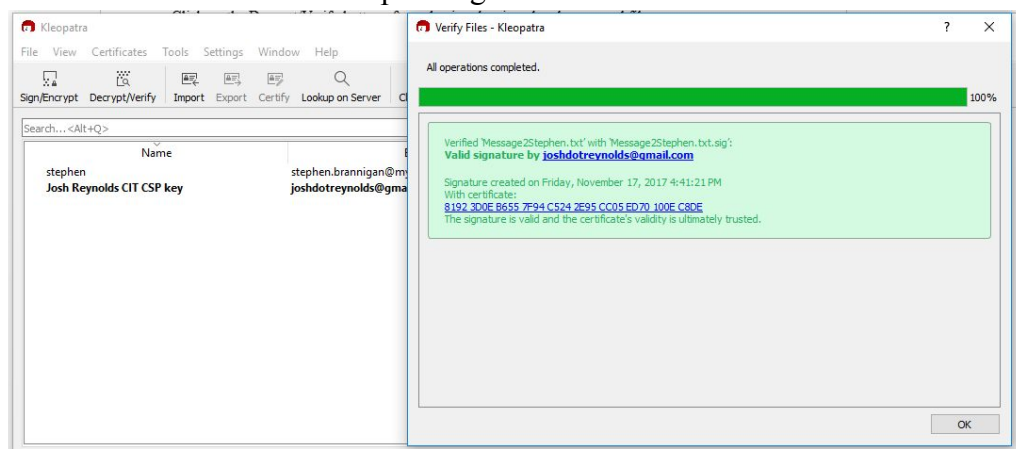 Kleopatra
File View Certificates Tools Settings Window Help
Sign/Encrypt Decrypt/Verify Import Export Certify Lookup on Server
Search...<Alt+Q>
Name
stephen stephen.brannigan@my
Josh Reynolds CIT CSP key joshdotreynolds@gma
Verify Files - Kleopatra ? X
All operations completed.
100%
Verified 'Message2Stephen.txt' with 'Message2Stephen.txt.sig':
Valid signature by joshdotreynolds@gmail.com
Signature created on Friday, November 17, 2017 4:41:21 PM
With certificate:
8192 3D0E B655 7F94 C524 2E95 CC05 ED70 100E C8DE
The signature is valid and the certificate's validity is ultimately trusted.
OK